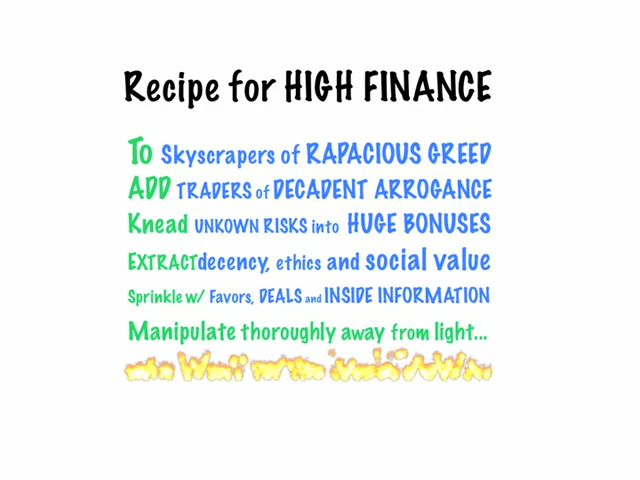 Recipe for HIGH FINANCE
To Skyscrapers of RAPACIOUS GREED
ADD TRADERS of DECADENT ARROGANCE
Knead UNKOWN RISKS into HUGE BONUSES
EXTRACTdecency, ethics and social value
Sprinkle w/ Favors, DEALS and INSIDE INFORMATION
Manipulate thoroughly away from light...